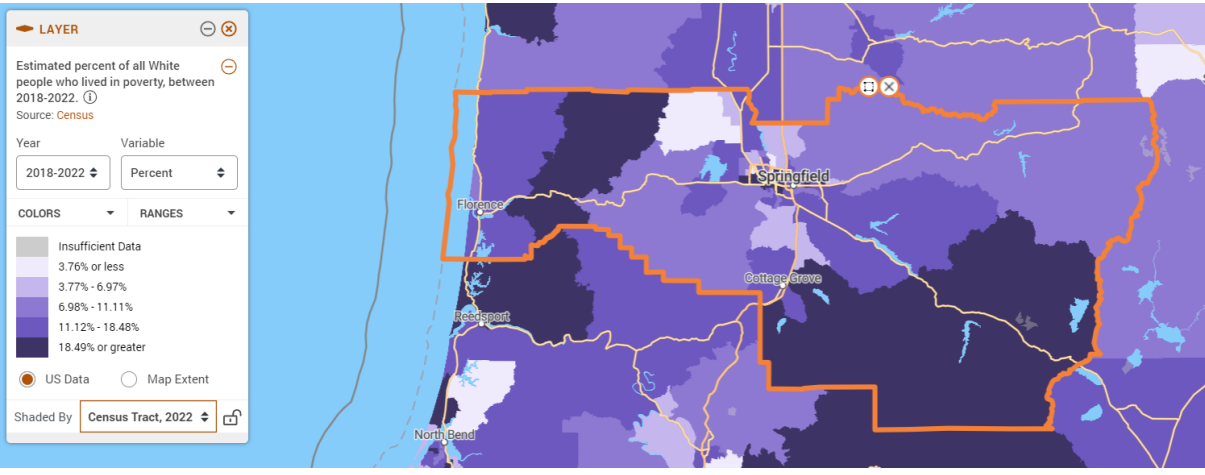 LAYER
Estimated percent of all White
people who lived in poverty, between
2018-2022.
Source: Census
Year Variable
2018-2022 Percent
COLORS RANGES
Insufficient Data
3.76% or less
3.77% - 6.97%
6.98% - 11.11%
11.12% - 18.48%
18.49% or greater
US Data Map Extent
Shaded By Census Tract, 2022
Springfield
Florence
Cottage Grove
Reedsport
North Bend